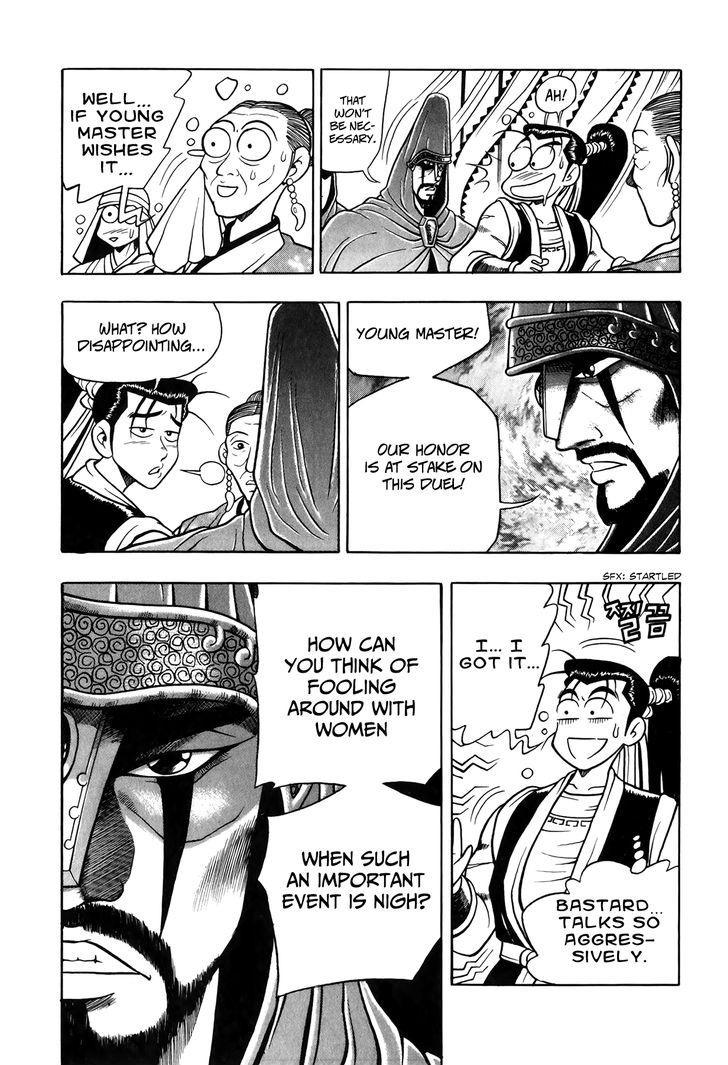 WELL...
IF YOUNG
MASTER
WISHES
IT...
THAT
WON'T
BE NEC-
ESSARY.
AH!
WHAT? HOW
DISAPPOINTING...
YOUNG MASTER!
OUR HONOR
IS AT STAKE ON
THIS DUEL!
HOW CAN
YOU THINK OF
FOOLING
AROUND WITH
WOMEN
WHEN SUCH
AN IMPORTANT
EVENT IS NIGH?
SFX: STARTLED
찔끔
I... I
GOT IT...
BASTARD...
TALKS SO
AGGRES-
SIVELY.